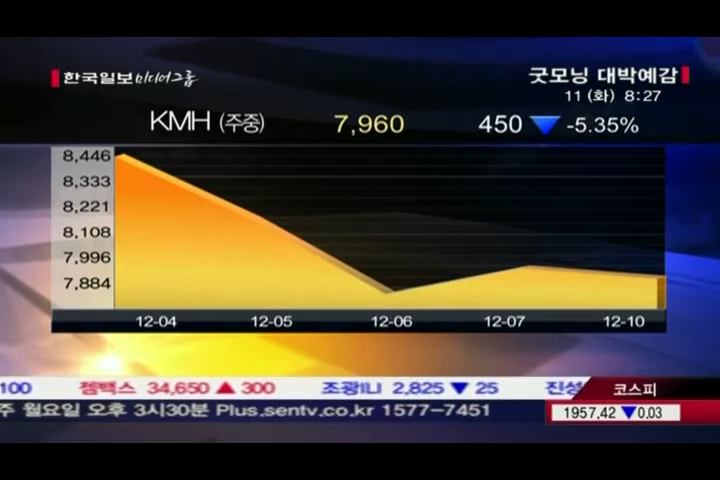 한국일보 미디어그룹
굿모닝 대박예감
11 (화) 8:27
KMH (주중) 7,960 450 ▼ -5.35%
8,446
8,333
8,221
8,108
7,996
7,884
12-04 12-05 12-06 12-07 12-10
100 젬백스 34,650 ▲ 300 조광ILI 2,825 ▼ 25 진성
코스피
주 월요일 오후 3시30분 Plus.sentv.co.kr 1577-7451
1957.42 ▼0.03